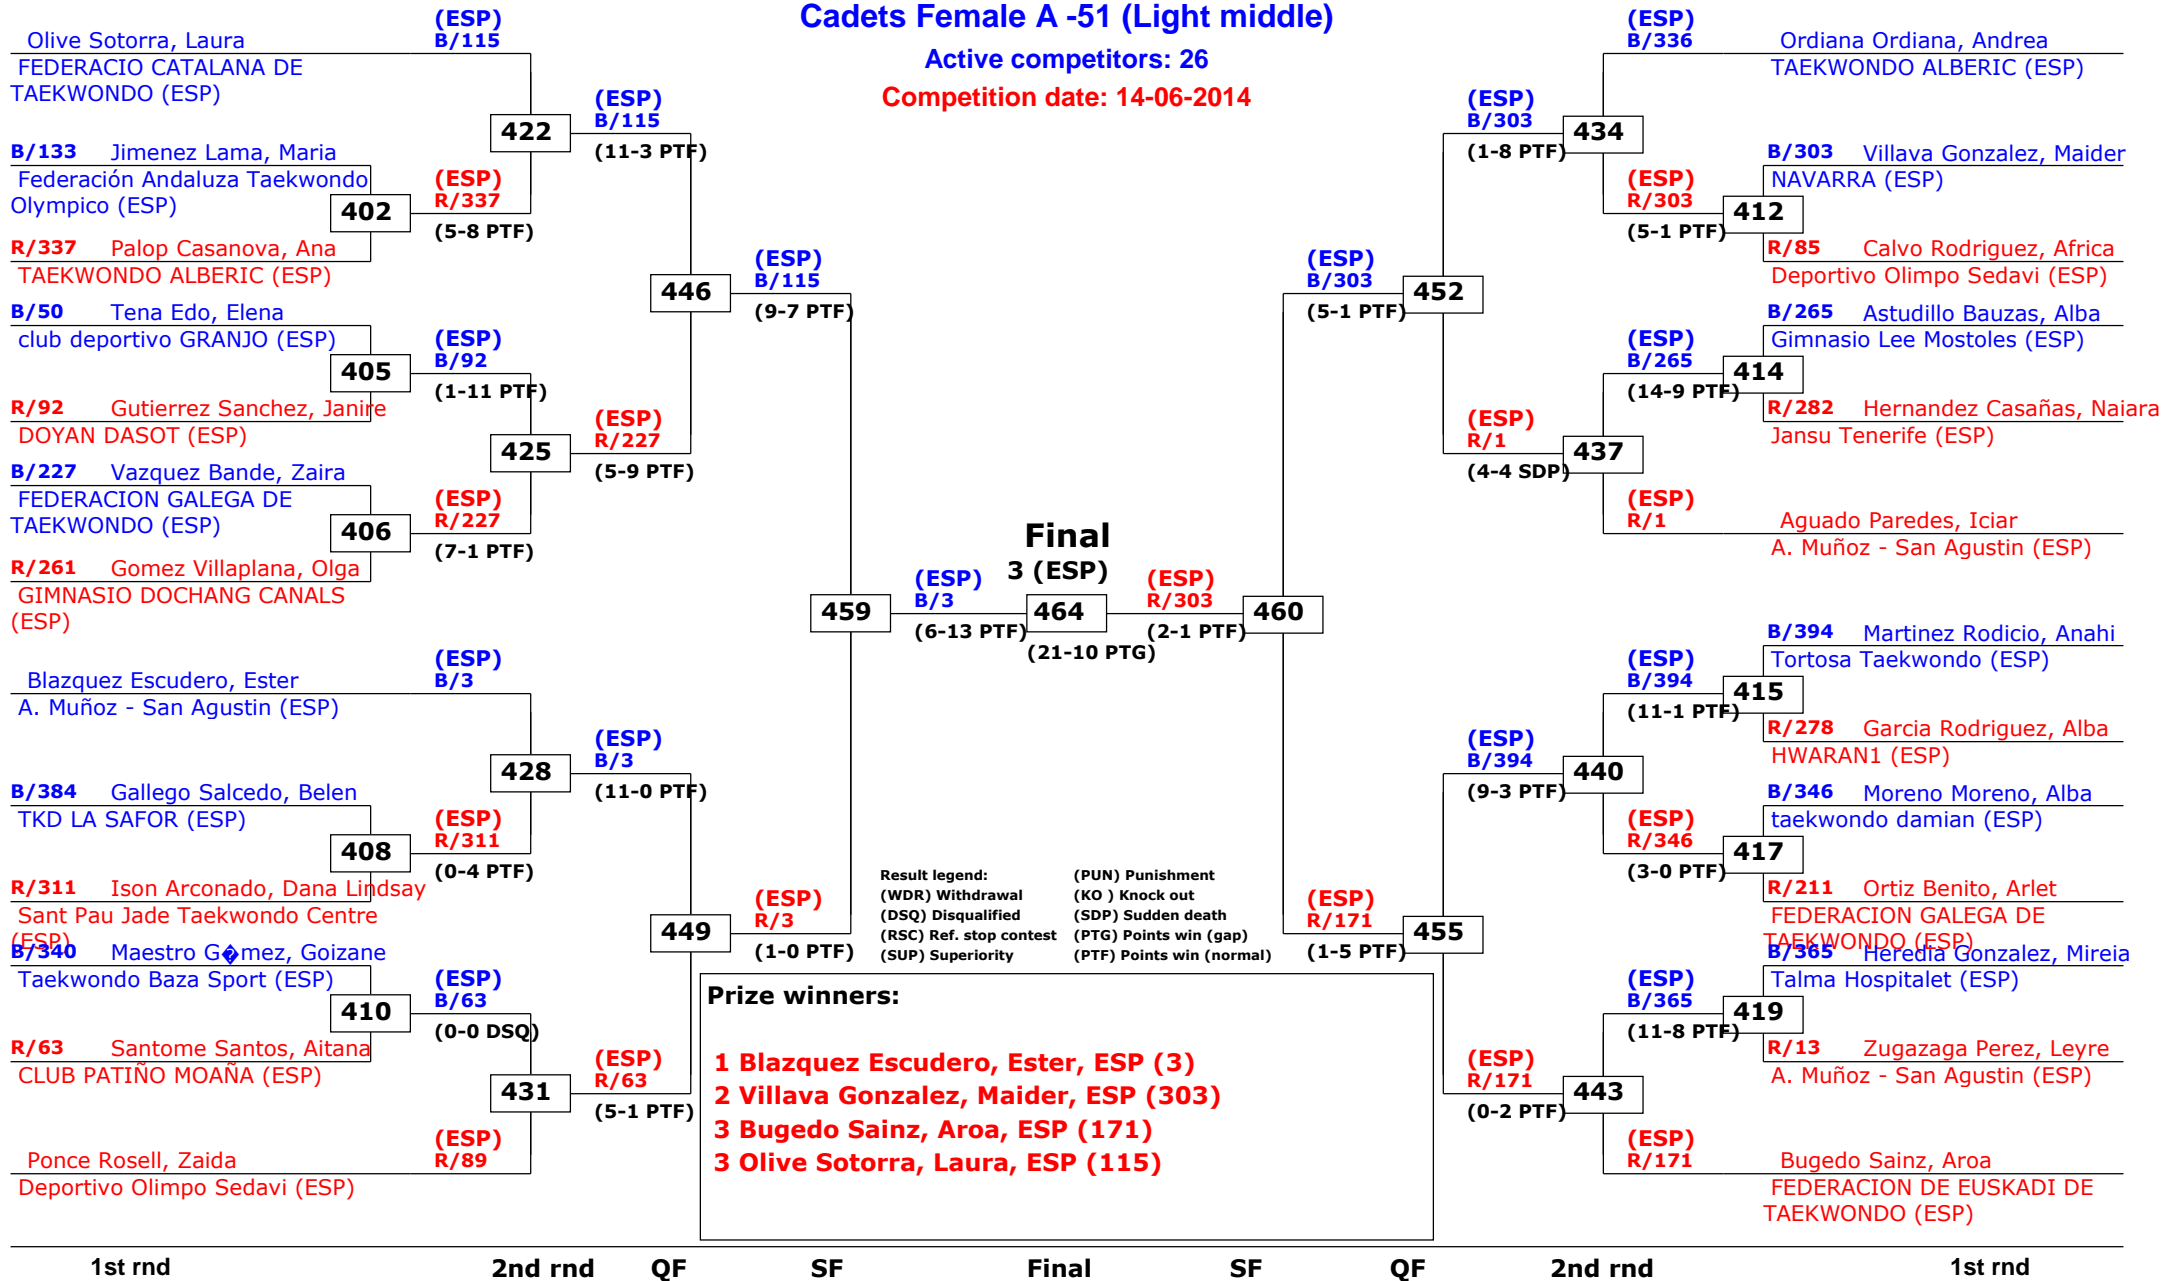 Cadets Female A -51 (Light middle)
Active competitors: 26
Competition date: 14-06-2014
Olive Sotorra, Laura
FEDERACIO CATALANA DE
TAEKWONDO (ESP)
(ESP)
B/115
B/133 Jimenez Lama, Maria
Federación Andaluza Taekwondo
Olympico (ESP)
402
R/337 Palop Casanova, Ana
TAEKWONDO ALBERIC (ESP)
(ESP)
R/337
(5-8 PTF)
422
(ESP)
B/115
(11-3 PTF)
B/50 Tena Edo, Elena
club deportivo GRANJO (ESP)
405
R/92 Gutierrez Sanchez, Janire
DOYAN DASOT (ESP)
(ESP)
B/92
(1-11 PTF)
B/227 Vazquez Bande, Zaira
FEDERACION GALEGA DE
TAEKWONDO (ESP)
406
R/261 Gomez Villaplana, Olga
GIMNASIO DOCHANG CANALS
(ESP)
(ESP)
R/227
(7-1 PTF)
425
(ESP)
R/227
(5-9 PTF)
446
(ESP)
B/115
(9-7 PTF)
Blazquez Escudero, Ester
A. Muñoz - San Agustin (ESP)
(ESP)
B/3
B/384 Gallego Salcedo, Belen
TKD LA SAFOR (ESP)
408
R/311 Ison Arconado, Dana Lindsay
Sant Pau Jade Taekwondo Centre
(ESP)
(ESP)
R/311
(0-4 PTF)
428
(ESP)
B/3
(11-0 PTF)
B/340 Maestro G�mez, Goizane
Taekwondo Baza Sport (ESP)
410
R/63 Santome Santos, Aitana
CLUB PATIÑO MOAÑA (ESP)
(ESP)
B/63
(0-0 DSQ)
431
Ponce Rosell, Zaida
Deportivo Olimpo Sedavi (ESP)
(ESP)
R/89
(ESP)
R/63
(5-1 PTF)
449
(ESP)
R/3
(1-0 PTF)
459
(ESP)
B/3
(6-13 PTF)
Final
3 (ESP)
464
(21-10 PTG)
(ESP)
R/303
(2-1 PTF)
460
(ESP)
B/303
(5-1 PTF)
452
(ESP)
B/303
(1-8 PTF)
434
(ESP)
B/336
Ordiana Ordiana, Andrea
TAEKWONDO ALBERIC (ESP)
(ESP)
R/303
(5-1 PTF)
412
B/303 Villava Gonzalez, Maider
NAVARRA (ESP)
R/85 Calvo Rodriguez, Africa
Deportivo Olimpo Sedavi (ESP)
(ESP)
R/1
(4-4 SDP)
437
(ESP)
B/265
(14-9 PTF)
414
B/265 Astudillo Bauzas, Alba
Gimnasio Lee Mostoles (ESP)
R/282 Hernandez Casañas, Naiara
Jansu Tenerife (ESP)
(ESP)
R/1
Aguado Paredes, Iciar
A. Muñoz - San Agustin (ESP)
(ESP)
R/171
(1-5 PTF)
455
(ESP)
B/394
(9-3 PTF)
440
(ESP)
B/394
(11-1 PTF)
415
B/394 Martinez Rodicio, Anahi
Tortosa Taekwondo (ESP)
R/278 Garcia Rodriguez, Alba
HWARAN1 (ESP)
(ESP)
R/346
(3-0 PTF)
417
B/346 Moreno Moreno, Alba
taekwondo damian (ESP)
R/211 Ortiz Benito, Arlet
FEDERACION GALEGA DE
TAEKWONDO (ESP)
(ESP)
R/171
(0-2 PTF)
443
(ESP)
B/365
(11-8 PTF)
419
B/365 Heredia Gonzalez, Mireia
Talma Hospitalet (ESP)
R/13 Zugazaga Perez, Leyre
A. Muñoz - San Agustin (ESP)
(ESP)
R/171
Bugedo Sainz, Aroa
FEDERACION DE EUSKADI DE
TAEKWONDO (ESP)
Result legend: (PUN) Punishment
(WDR) Withdrawal (KO ) Knock out
(DSQ) Disqualified (SDP) Sudden death
(RSC) Ref. stop contest (PTG) Points win (gap)
(SUP) Superiority (PTF) Points win (normal)
Prize winners:
1 Blazquez Escudero, Ester, ESP (3)
2 Villava Gonzalez, Maider, ESP (303)
3 Bugedo Sainz, Aroa, ESP (171)
3 Olive Sotorra, Laura, ESP (115)
1st rnd 2nd rnd QF SF Final SF QF 2nd rnd 1st rnd